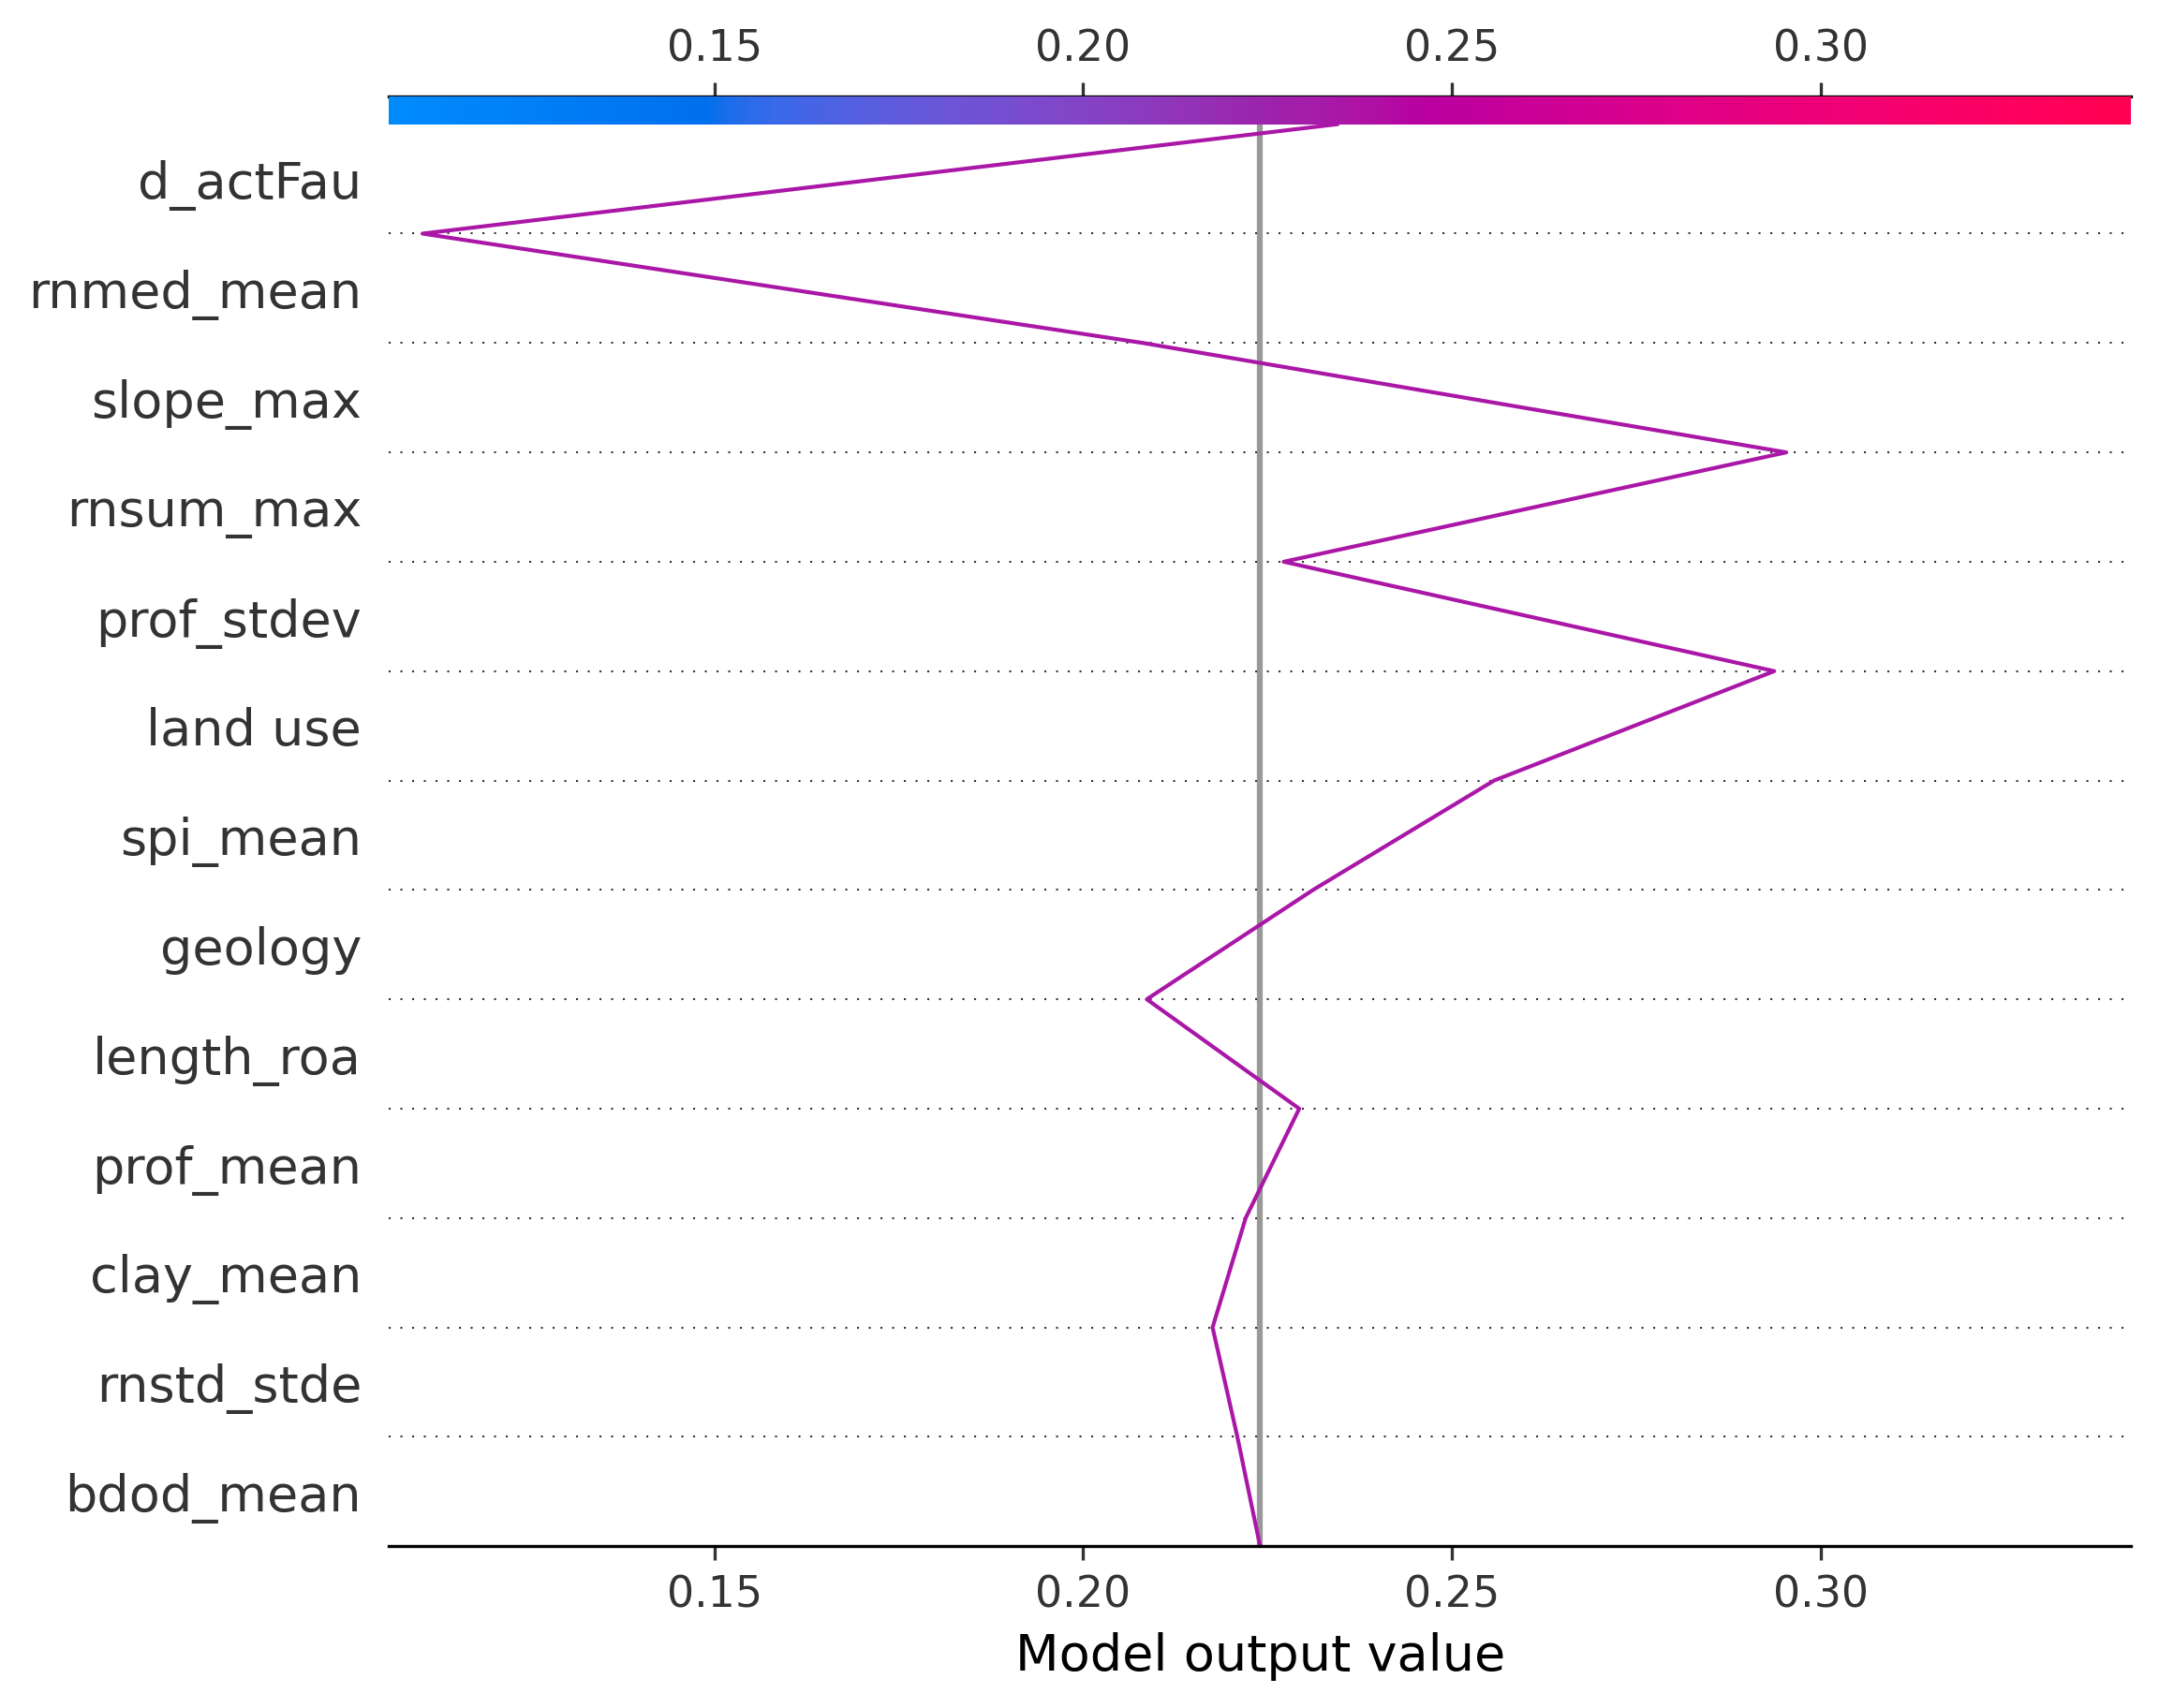 0.15 0.20 0.25 0.30
d_actFau
rnmed_mean
slope_max
rnsum_max
prof_stdev
land use
spi_mean
geology
length_roa
prof_mean
clay_mean
rnstd_stde
bdod_mean
0.15 0.20 0.25 0.30
Model output value